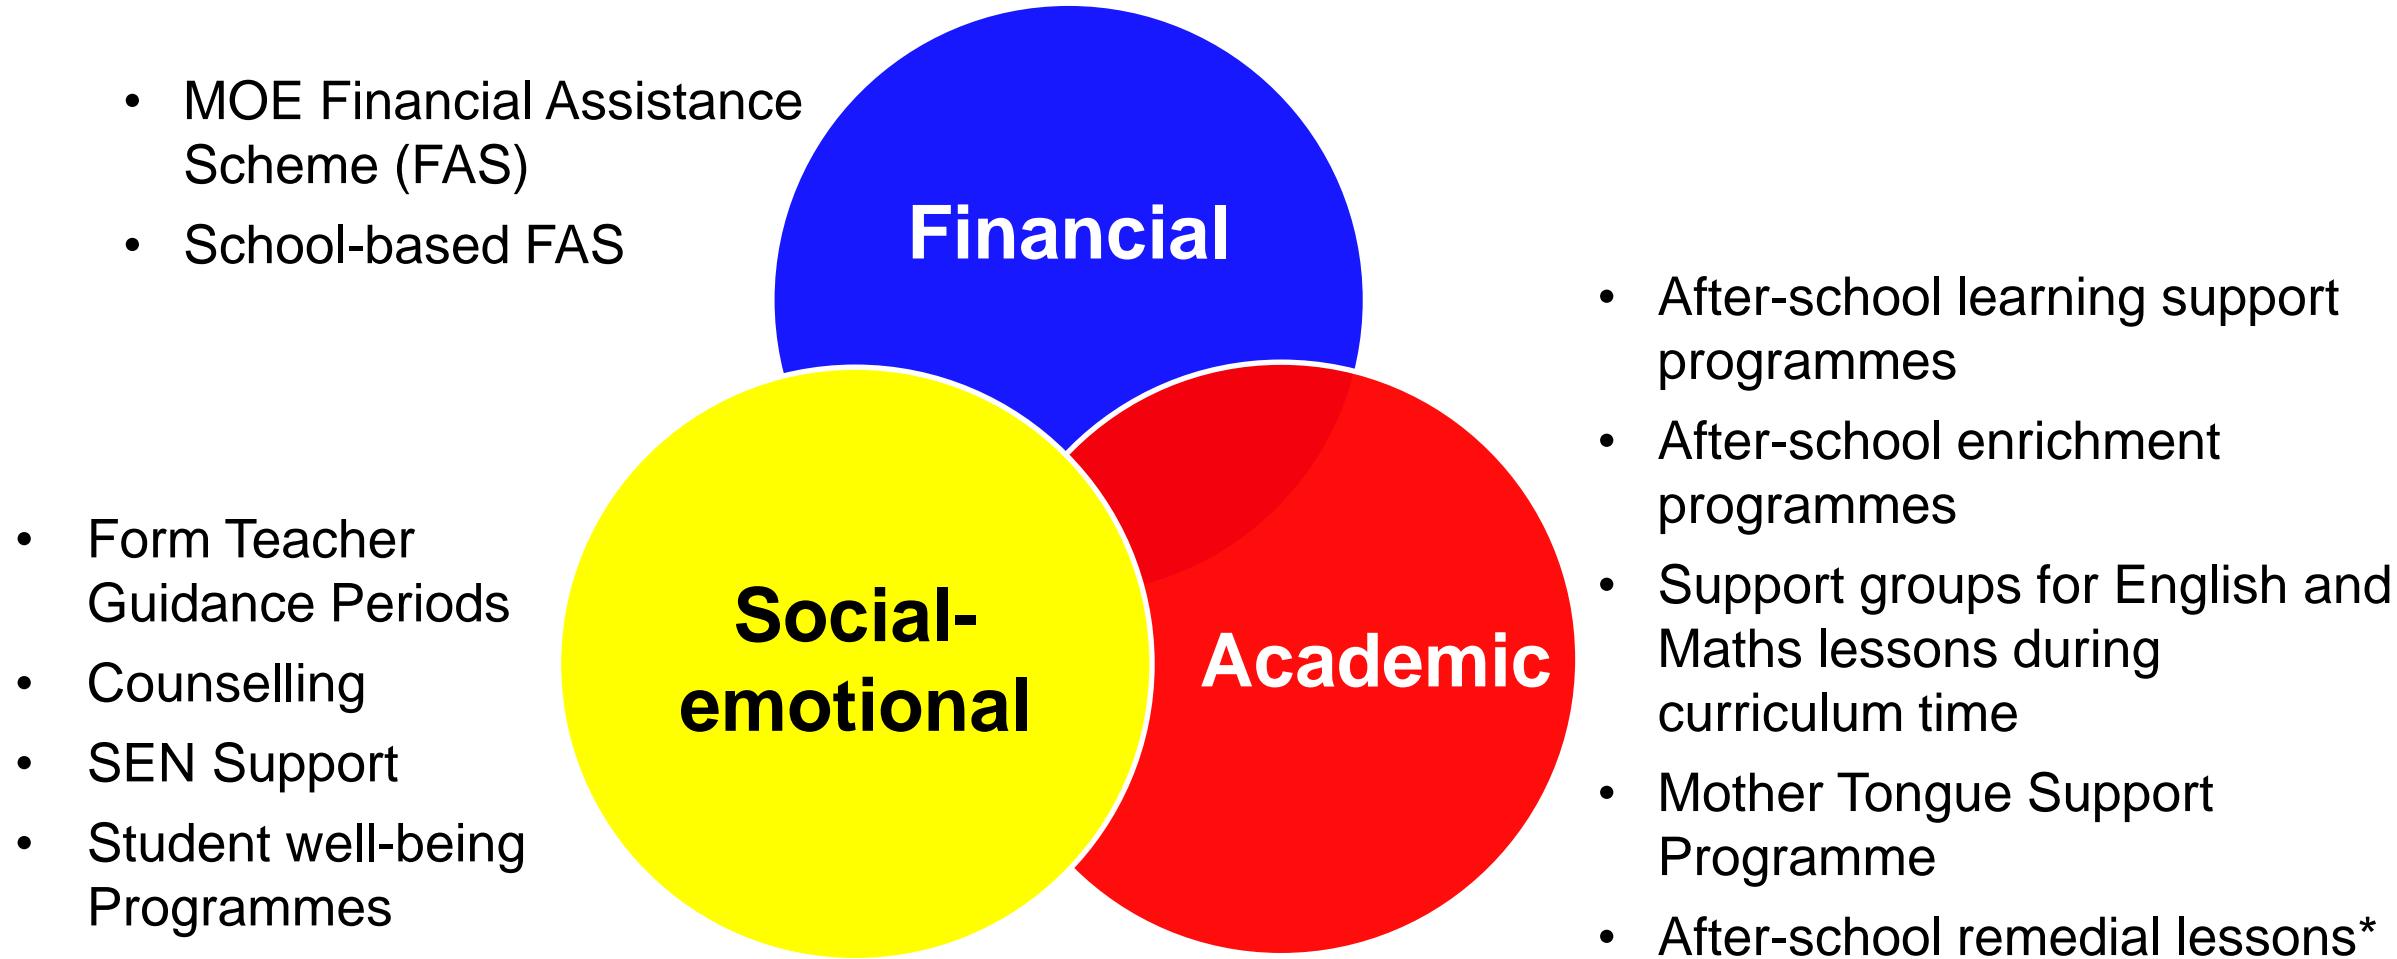 • MOE Financial Assistance
Scheme (FAS)
• School-based FAS
Financial
• After-school learning support
programmes
• After-school enrichment
programmes
• Support groups for English and
Maths lessons during
curriculum time
• Mother Tongue Support
Programme
• After-school remedial lessons*
• Form Teacher
Guidance Periods
• Counselling
• SEN Support
• Student well-being
Programmes
Social-
emotional
Academic